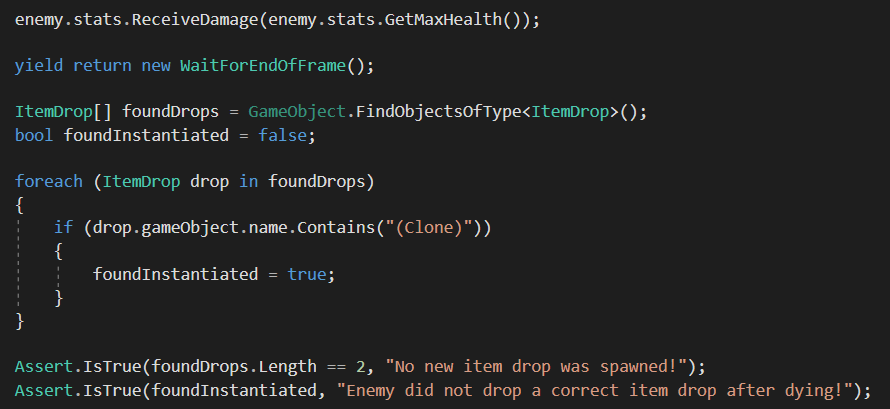 enemy.stats.ReceiveDamage(enemy.stats.GetMaxHealth());
yield return new WaitForEndOfFrame();
ItemDrop[] foundDrops = GameObject.FindObjectsOfType<ItemDrop>();
bool foundInstantiated = false;
foreach (ItemDrop drop in foundDrops)
{
if (drop.gameObject.name.Contains("(Clone)"))
{
foundInstantiated = true;
}
}
Assert.IsTrue(foundDrops.Length == 2, "No new item drop was spawned!");
Assert.IsTrue(foundInstantiated, "Enemy did not drop a correct item drop after dying!");